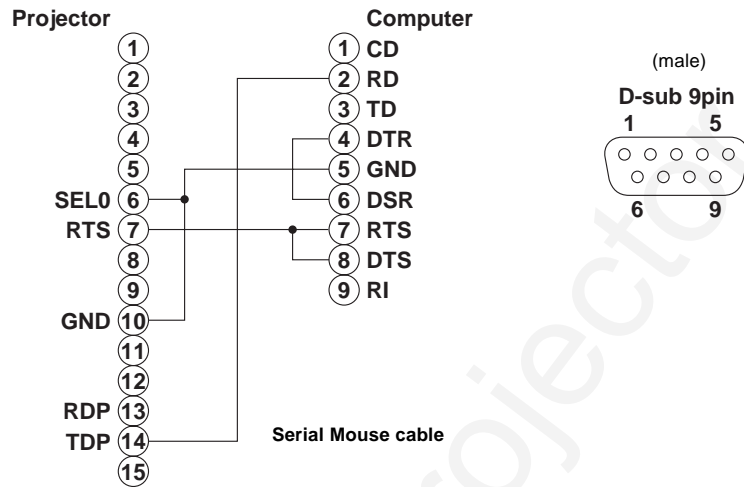 Projector
1
2
3
4
5
SEL0 6
RTS 7
8
9
GND 10
11
12
RDP 13
TDP 14
15
Computer
1 CD
2 RD
3 TD
4 DTR
5 GND
6 DSR
7 RTS
8 DTS
9 RI
Serial Mouse cable
(male)
D-sub 9pin
1 5
6 9
rojector